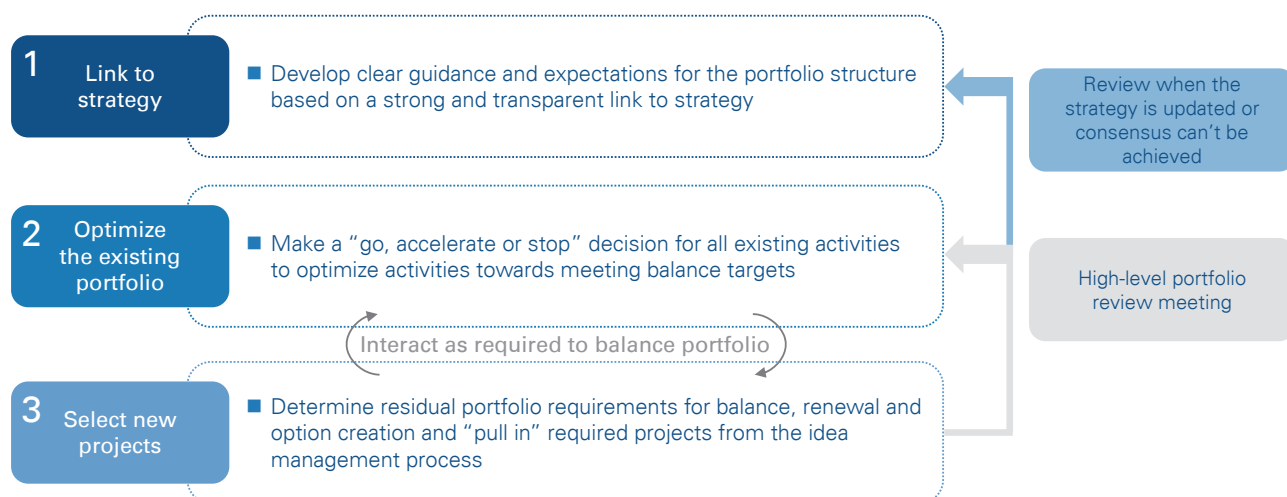 1
Link to
strategy
■ Develop clear guidance and expectations for the portfolio structure
based on a strong and transparent link to strategy
Review when the
strategy is updated or
consensus can't be
achieved
2
Optimize
the existing
portfolio
■ Make a “go, accelerate or stop” decision for all existing activities
to optimize activities towards meeting balance targets
High-level portfolio
review meeting
Interact as required to balance portfolio
3
Select new
projects
■ Determine residual portfolio requirements for balance, renewal and
option creation and “pull in” required projects from the idea
management process